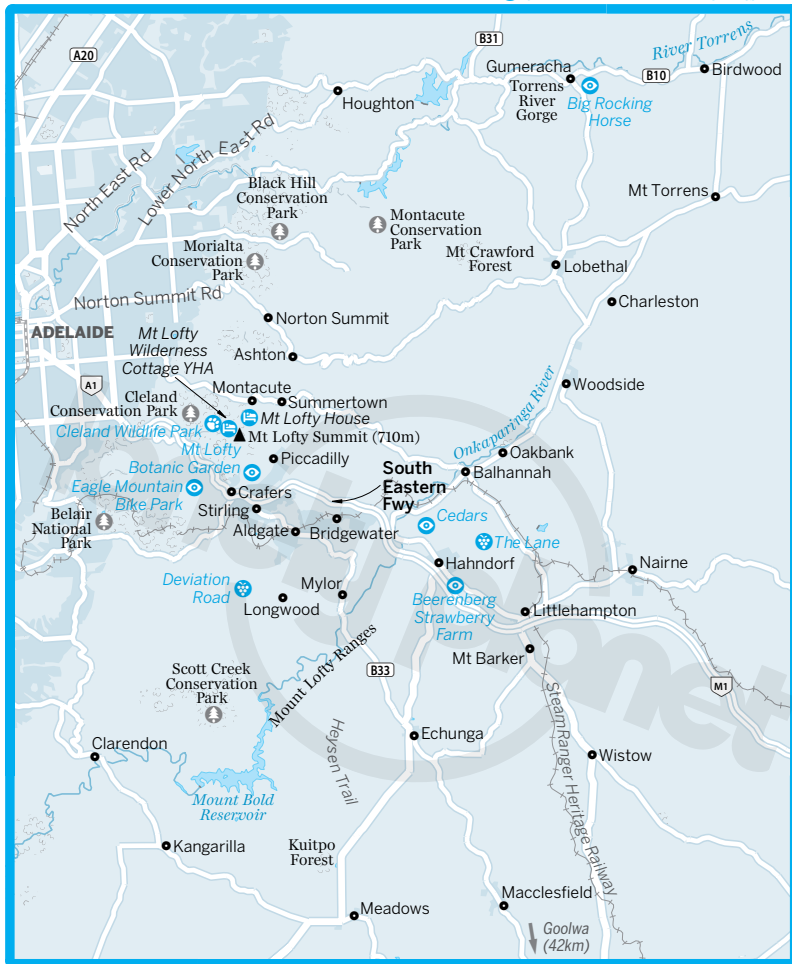 B31
River Torrens
A20
Gumeracha
B10
Birdwood
Torrens
River
Gorge
Big Rocking
Horse
Houghton
North East Rd
Lower North East Rd
Black Hill
Conservation
Park
Mt Torrens
Montacute
Conservation
Park
Morialta
Conservation
Park
Mt Crawford
Forest
Lobethal
Norton Summit Rd
Charleston
Norton Summit
ADELAIDE
Mt Lofty
Wilderness
Cottage YHA
Ashton
A1
Woodside
Cleland
Conservation Park
Montacute
Summertown
Mt Lofty House
Cleland Wildlife Park
Mt Lofty Summit (710m)
Onkaparinga River
Mt Lofty
Botanic Garden
Piccadilly
Oakbank
South
Eastern
Fwy
Balhannah
Eagle Mountain
Bike Park
Crafers
Stirling
Belair
National
Park
Aldgate
Bridgewater
Cedars
The Lane
Hahndorf
Nairne
Deviation
Road
Mylor
Longwood
Beerenberg
Strawberry
Farm
Littlehampton
Mt Barker
Mount Lofty Ranges
B33
M1
Scott Creek
Conservation
Park
SteamRanger Heritage Railway
Heysen Trail
Echunga
Clarendon
Wistow
Mount Bold
Reservoir
Kangarilla
Kuitpo
Forest
Macclesfield
Meadows
Goolwa
(42km)